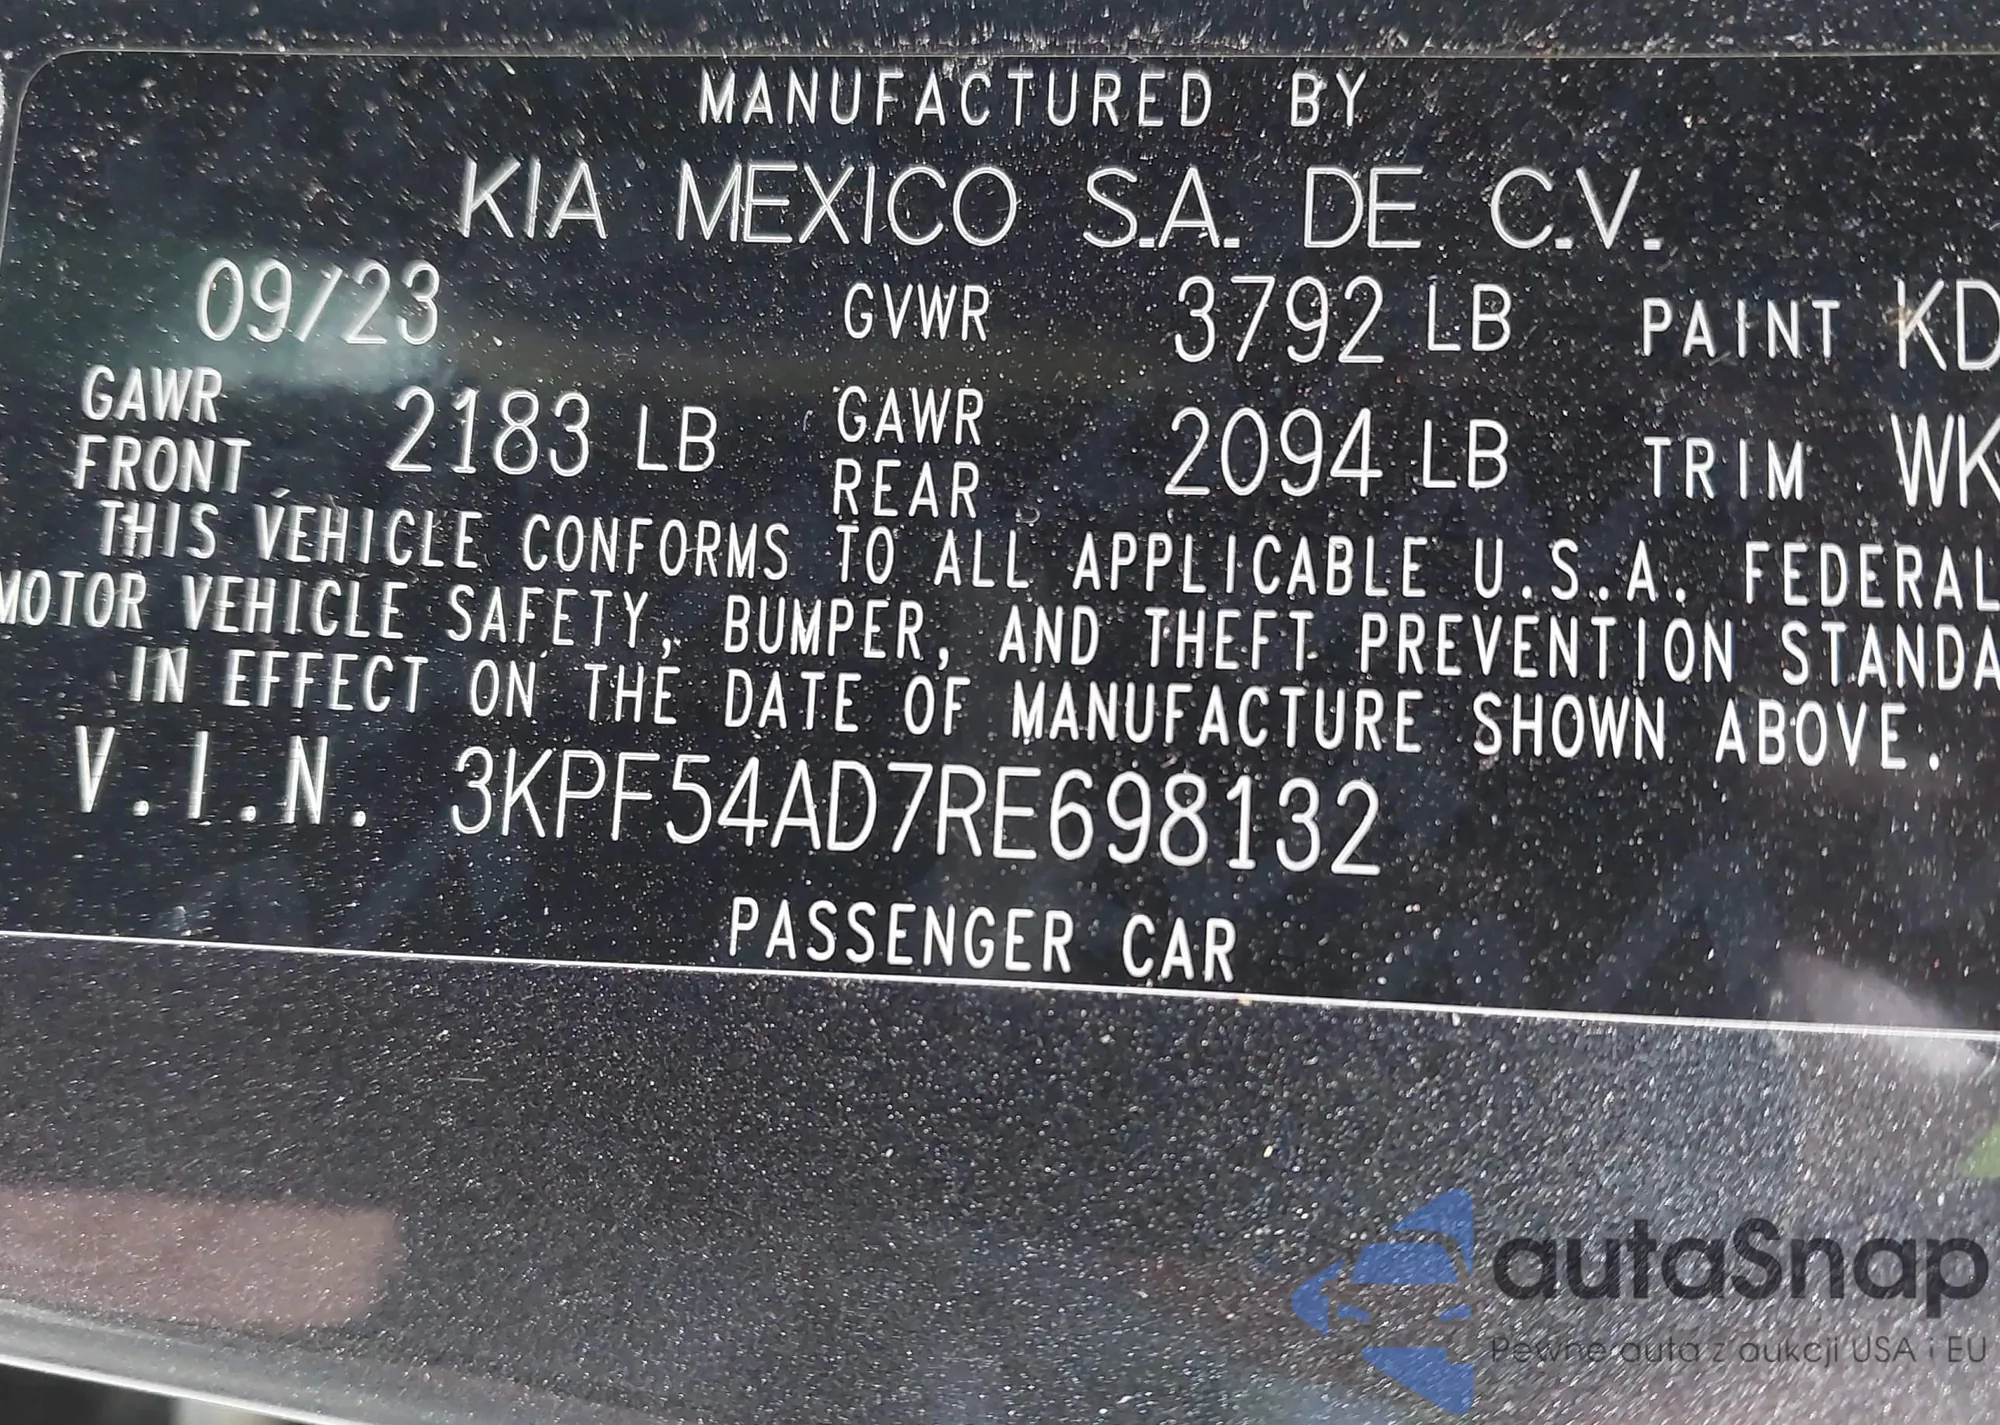 MANUFACTURED BY
KIA MEXICO S.A. DE C.V.
09/23 GVWR 3792 LB PAINT KD
GAWR FRONT 2183 LB GAWR REAR 2094 LB TRIM WK
THIS VEHICLE CONFORMS TO ALL APPLICABLE U.S.A. FEDERAL
MOTOR VEHICLE SAFETY, BUMPER, AND THEFT PREVENTION STANDA
IN EFFECT ON THE DATE OF MANUFACTURE SHOWN ABOVE.
V.I.N. 3KPF54AD7RE698132
PASSENGER CAR
autaSnap
Pewne auta z aukcji USA i EU